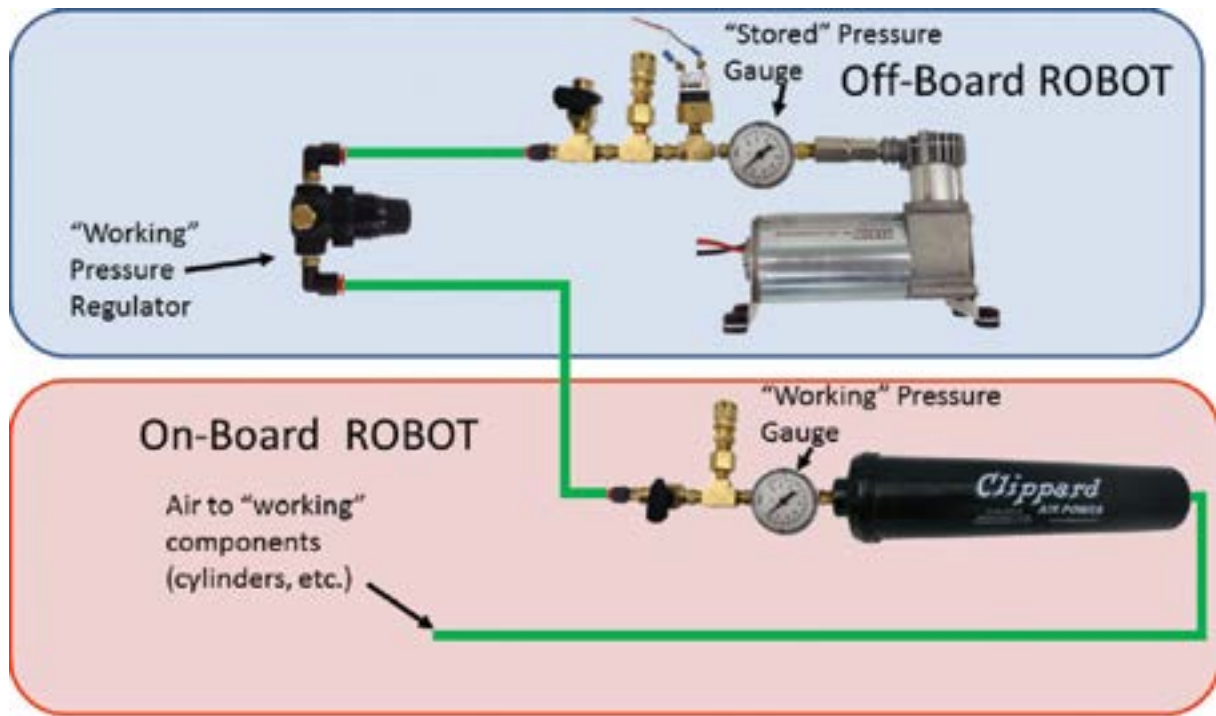 "Stored" Pressure
Gauge
Off-Board ROBOT
"Working"
Pressure
Regulator
"Working" Pressure
Gauge
On-Board ROBOT
Air to "working"
components
(cylinders, etc.)
Clippard
AIR POWER